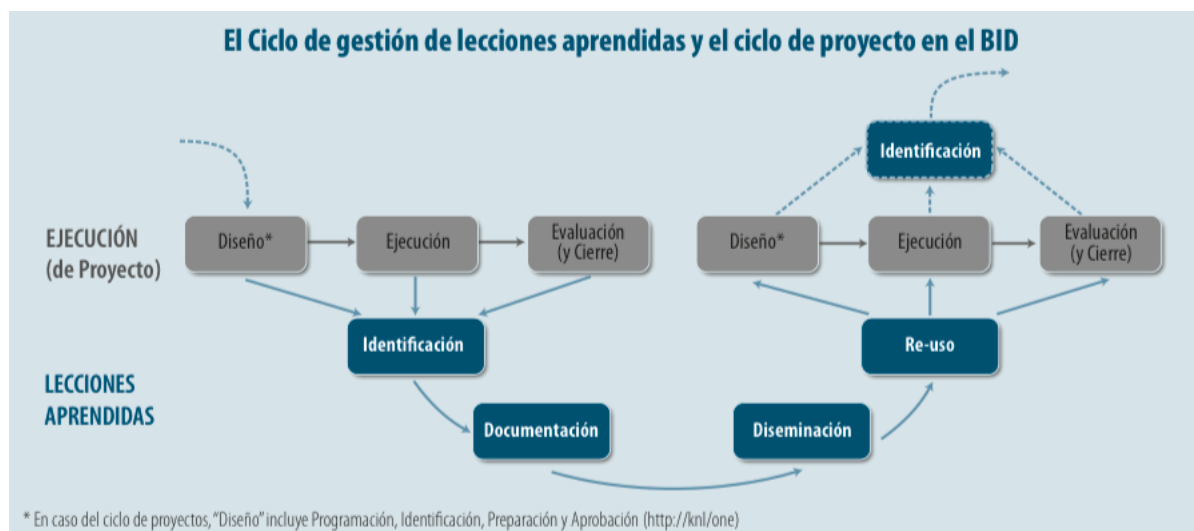 El Ciclo de gestión de lecciones aprendidas y el ciclo de proyecto en el BID
Identificación
EJECUCIÓN
(de Proyecto)
Diseño*
Ejecución
Evaluación
(y Cierre)
Diseño*
Ejecución
Evaluación
(y Cierre)
Identificación
Re-uso
LECCIONES
APRENDIDAS
Documentación
Diseminación
* En caso del ciclo de proyectos, "Diseño" incluye Programación, Identificación, Preparación y Aprobación (http://knl/one)